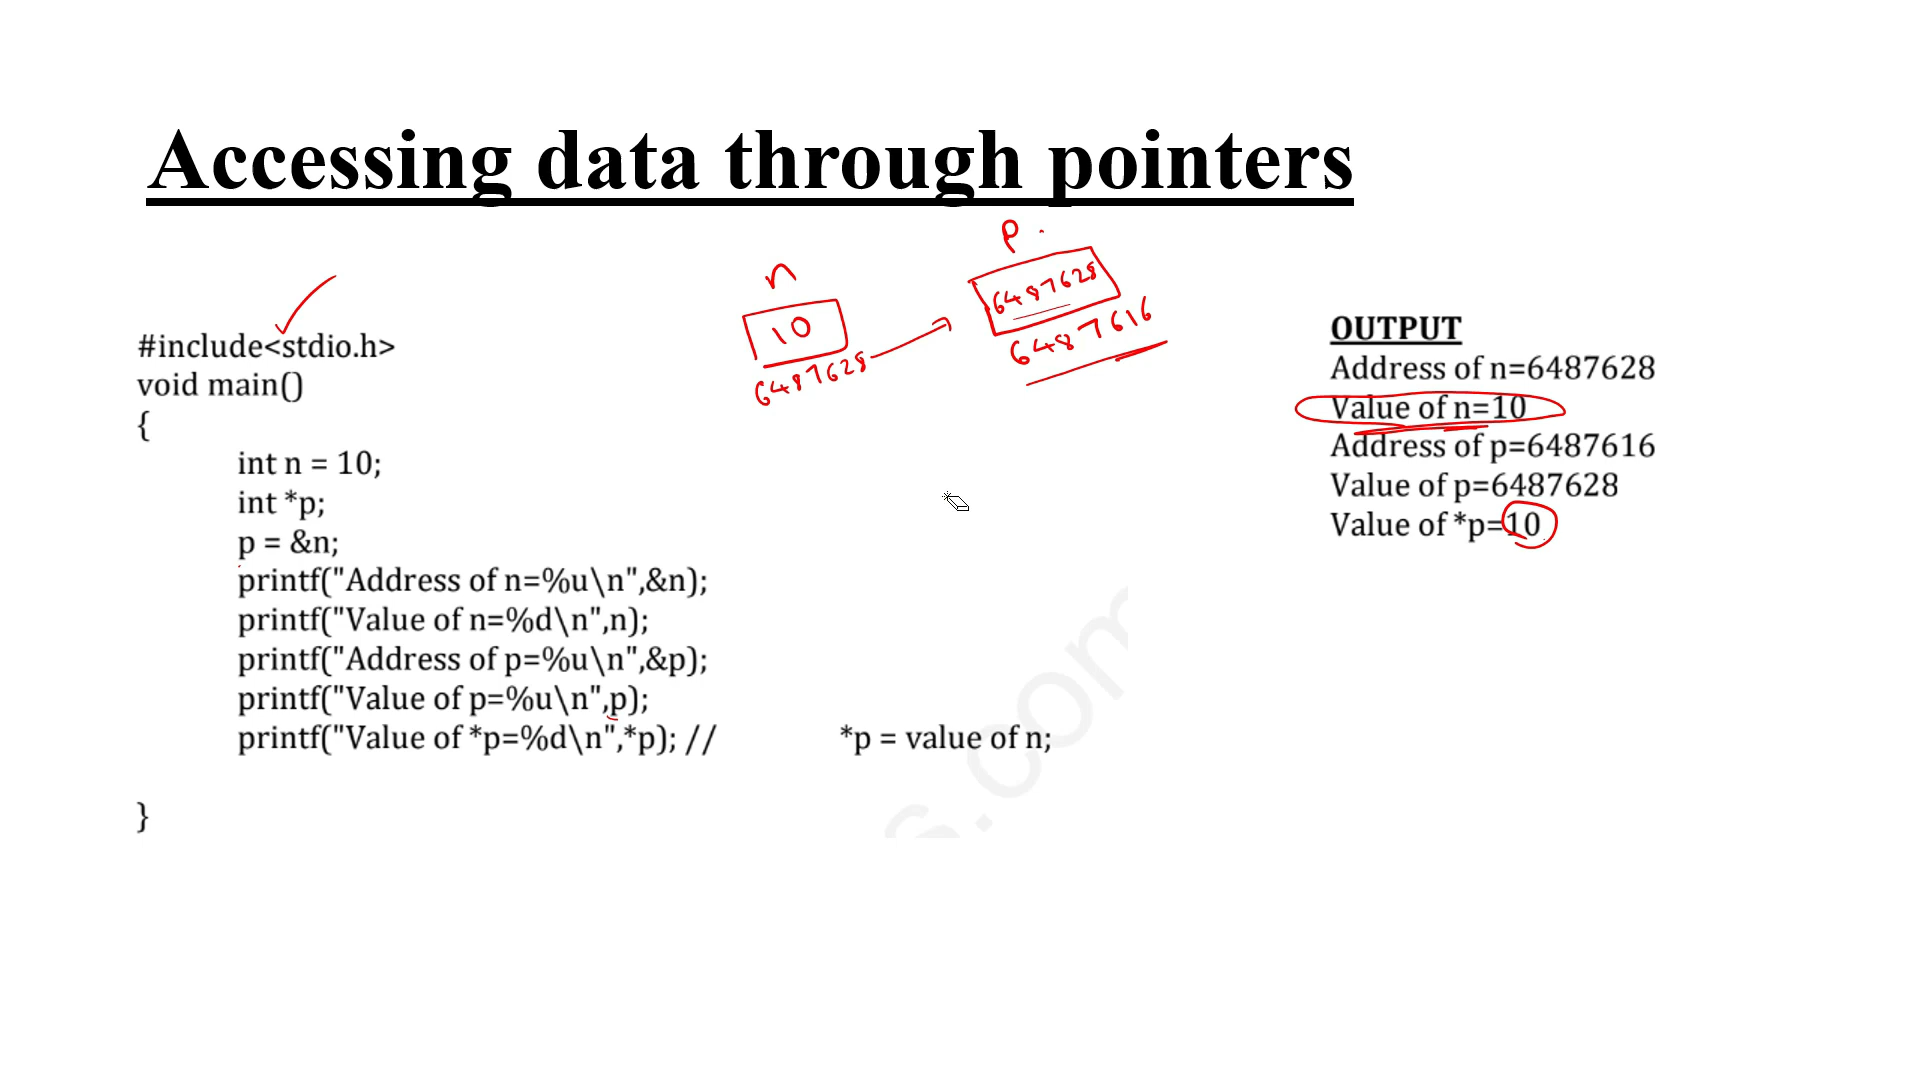 Accessing data through pointers
n
10
6487628
p
6487628
6487616
#include<stdio.h>
void main()
{
int n = 10;
int *p;
p = &n;
printf("Address of n=%u\n",&n);
printf("Value of n=%d\n",n);
printf("Address of p=%u\n",&p);
printf("Value of p=%u\n",p);
printf("Value of *p=%d\n",*p); // *p = value of n;
}
OUTPUT
Address of n=6487628
Value of n=10
Address of p=6487616
Value of p=6487628
Value of *p=10
s.com